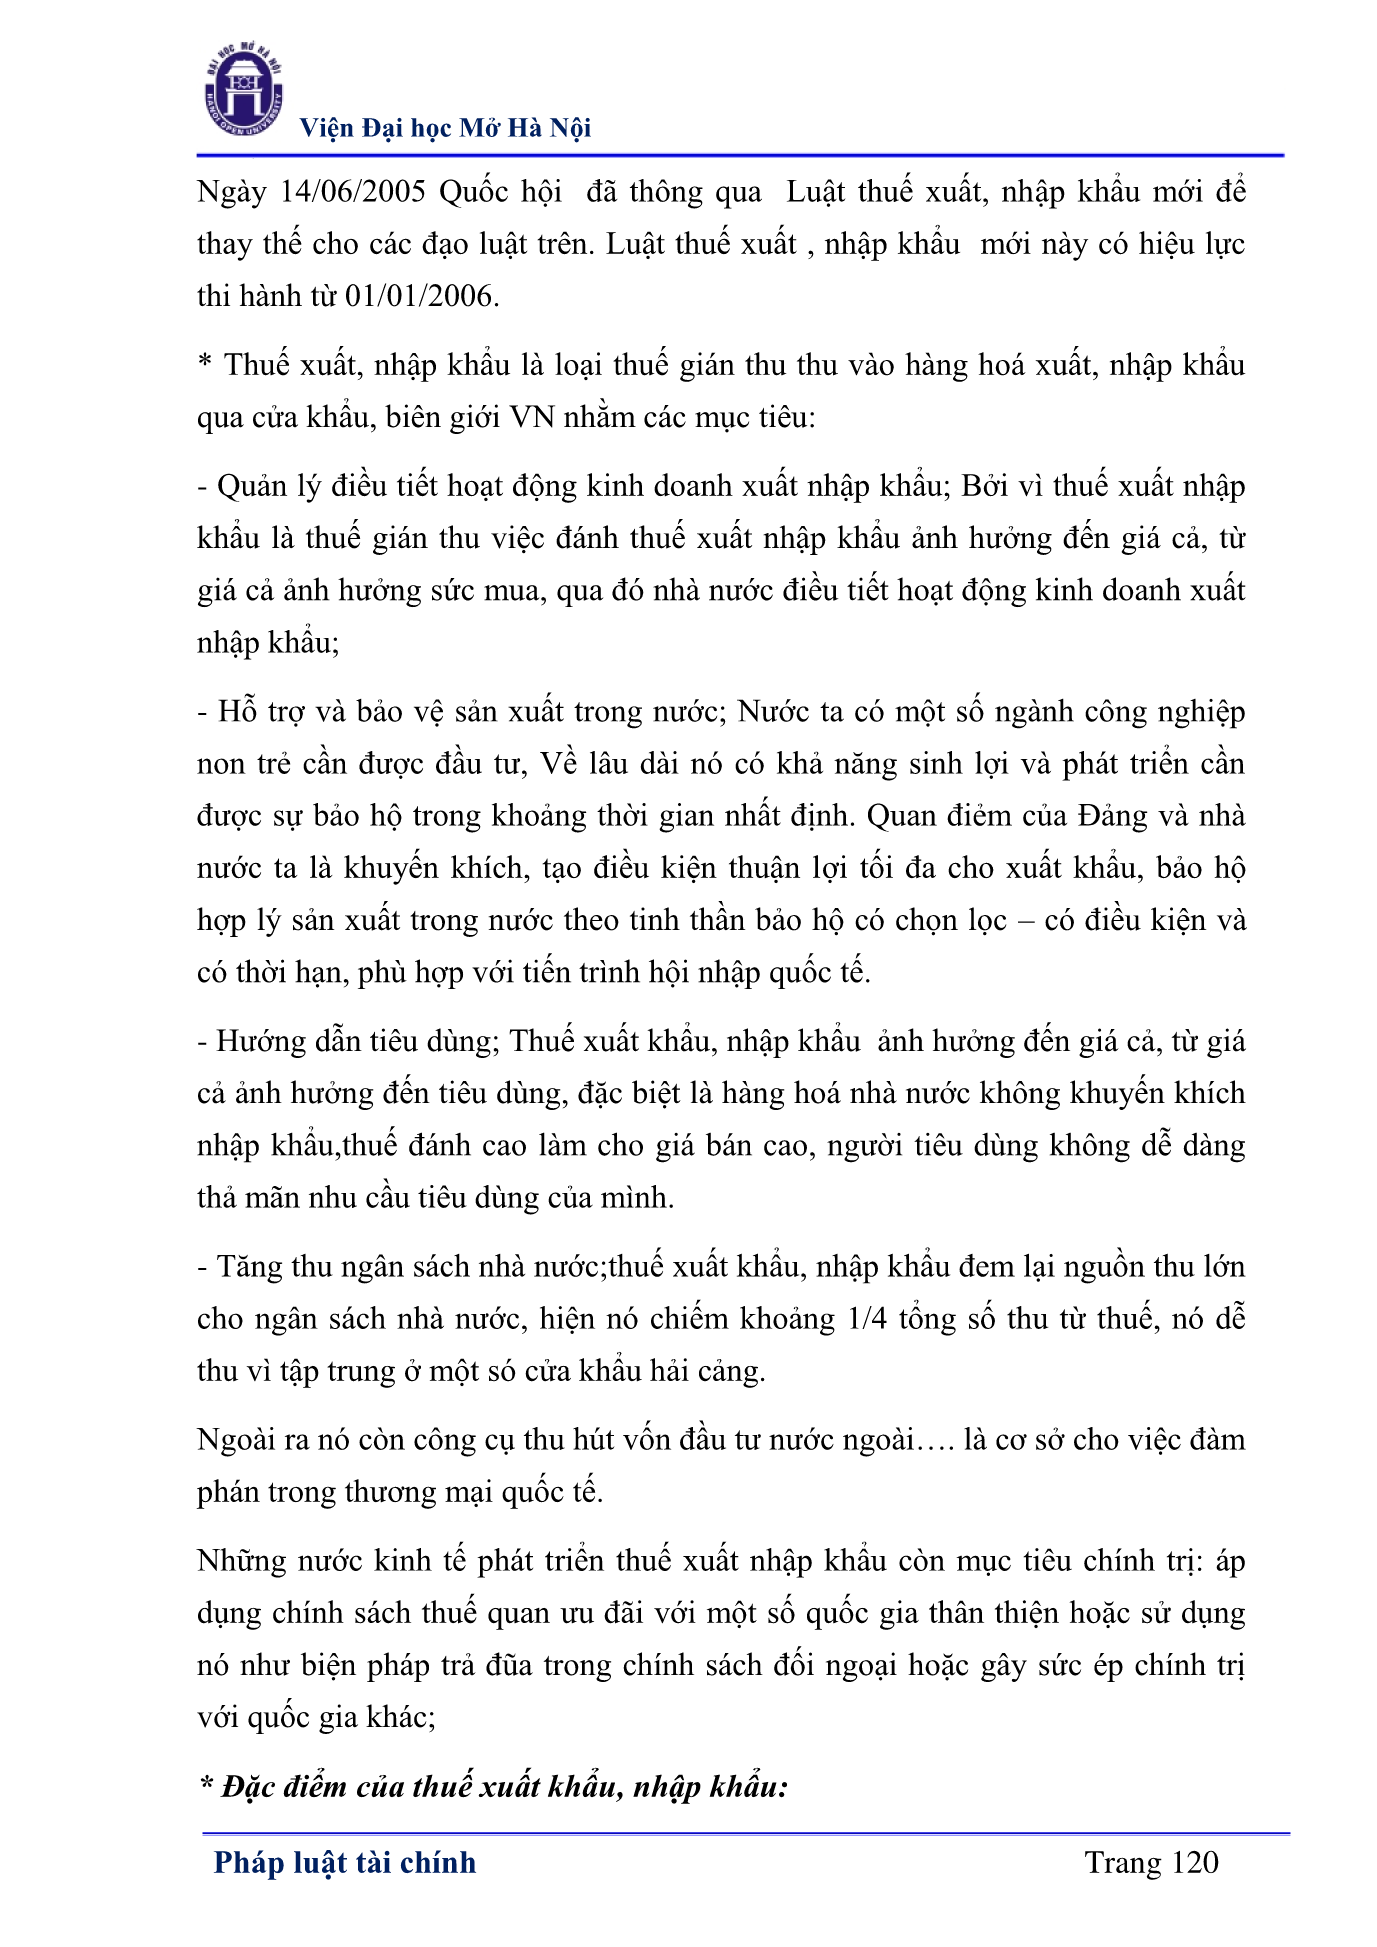 ĐẠI HỌC MỞ HÀ NỘI
HANOI OPEN UNIVERSITY
Viện Đại học Mở Hà Nội
Ngày 14/06/2005 Quốc hội đã thông qua Luật thuế xuất, nhập khẩu mới để
thay thế cho các đạo luật trên. Luật thuế xuất , nhập khẩu mới này có hiệu lực
thi hành từ 01/01/2006.
* Thuế xuất, nhập khẩu là loại thuế gián thu thu vào hàng hoá xuất, nhập khẩu
qua cửa khẩu, biên giới VN nhằm các mục tiêu:
- Quản lý điều tiết hoạt động kinh doanh xuất nhập khẩu; Bởi vì thuế xuất nhập
khẩu là thuế gián thu việc đánh thuế xuất nhập khẩu ảnh hưởng đến giá cả, từ
giá cả ảnh hưởng sức mua, qua đó nhà nước điều tiết hoạt động kinh doanh xuất
nhập khẩu;
- Hỗ trợ và bảo vệ sản xuất trong nước; Nước ta có một số ngành công nghiệp
non trẻ cần được đầu tư, Về lâu dài nó có khả năng sinh lợi và phát triển cần
được sự bảo hộ trong khoảng thời gian nhất định. Quan điẻm của Đảng và nhà
nước ta là khuyến khích, tạo điều kiện thuận lợi tối đa cho xuất khẩu, bảo hộ
hợp lý sản xuất trong nước theo tinh thần bảo hộ có chọn lọc – có điều kiện và
có thời hạn, phù hợp với tiến trình hội nhập quốc tế.
- Hướng dẫn tiêu dùng; Thuế xuất khẩu, nhập khẩu ảnh hưởng đến giá cả, từ giá
cả ảnh hưởng đến tiêu dùng, đặc biệt là hàng hoá nhà nước không khuyến khích
nhập khẩu,thuế đánh cao làm cho giá bán cao, người tiêu dùng không dễ dàng
thả mãn nhu cầu tiêu dùng của mình.
- Tăng thu ngân sách nhà nước;thuế xuất khẩu, nhập khẩu đem lại nguồn thu lớn
cho ngân sách nhà nước, hiện nó chiếm khoảng 1/4 tổng số thu từ thuế, nó dễ
thu vì tập trung ở một só cửa khẩu hải cảng.
Ngoài ra nó còn công cụ thu hút vốn đầu tư nước ngoài…. là cơ sở cho việc đàm
phán trong thương mại quốc tế.
Những nước kinh tế phát triển thuế xuất nhập khẩu còn mục tiêu chính trị: áp
dụng chính sách thuế quan ưu đãi với một số quốc gia thân thiện hoặc sử dụng
nó như biện pháp trả đũa trong chính sách đối ngoại hoặc gây sức ép chính trị
với quốc gia khác;
* Đặc điểm của thuế xuất khẩu, nhập khẩu:
Pháp luật tài chính Trang 120